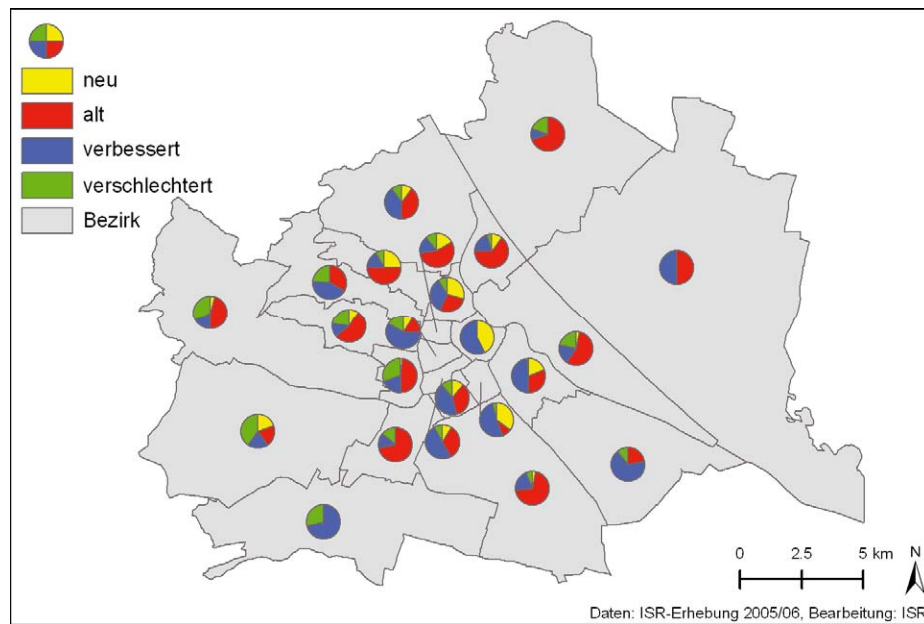 neu
alt
verbessert
verschlechtert
Bezirk
0 2.5 5 km
N
Daten: ISR-Erhebung 2005/06, Bearbeitung: ISR